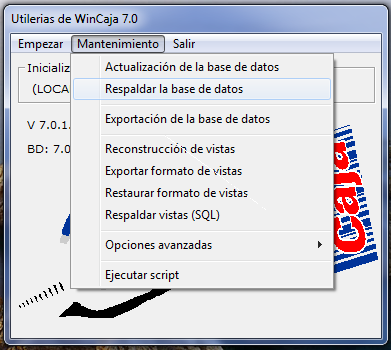 Utilerias de WinCaja 7.0
Empezar Mantenimiento Salir
Inicializ
(LOCA
V 7.0.1.
BD: 7.0
Actualización de la base de datos
Respaldar la base de datos
Exportación de la base de datos
Reconstrucción de vistas
Exportar formato de vistas
Restaurar formato de vistas
Respaldar vistas (SQL)
Opciones avanzadas
Ejecutar script
Caja